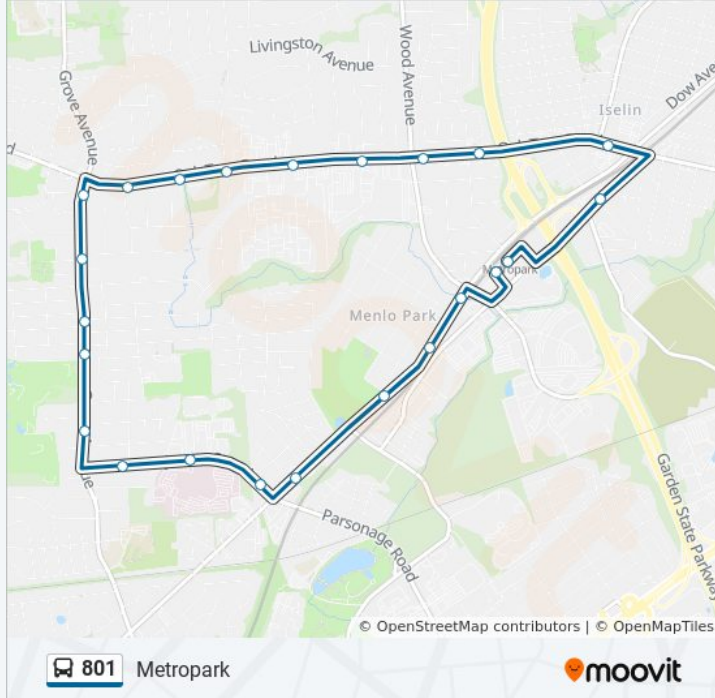 Livingston Avenue
Wood Avenue
Grove Avenue
Iselin
Dow Ave
Metropark
Menlo Park
Parsonage Road
Garden State Parkway
© OpenStreetMap contributors | © OpenMapTiles
801 Metropark
moovit